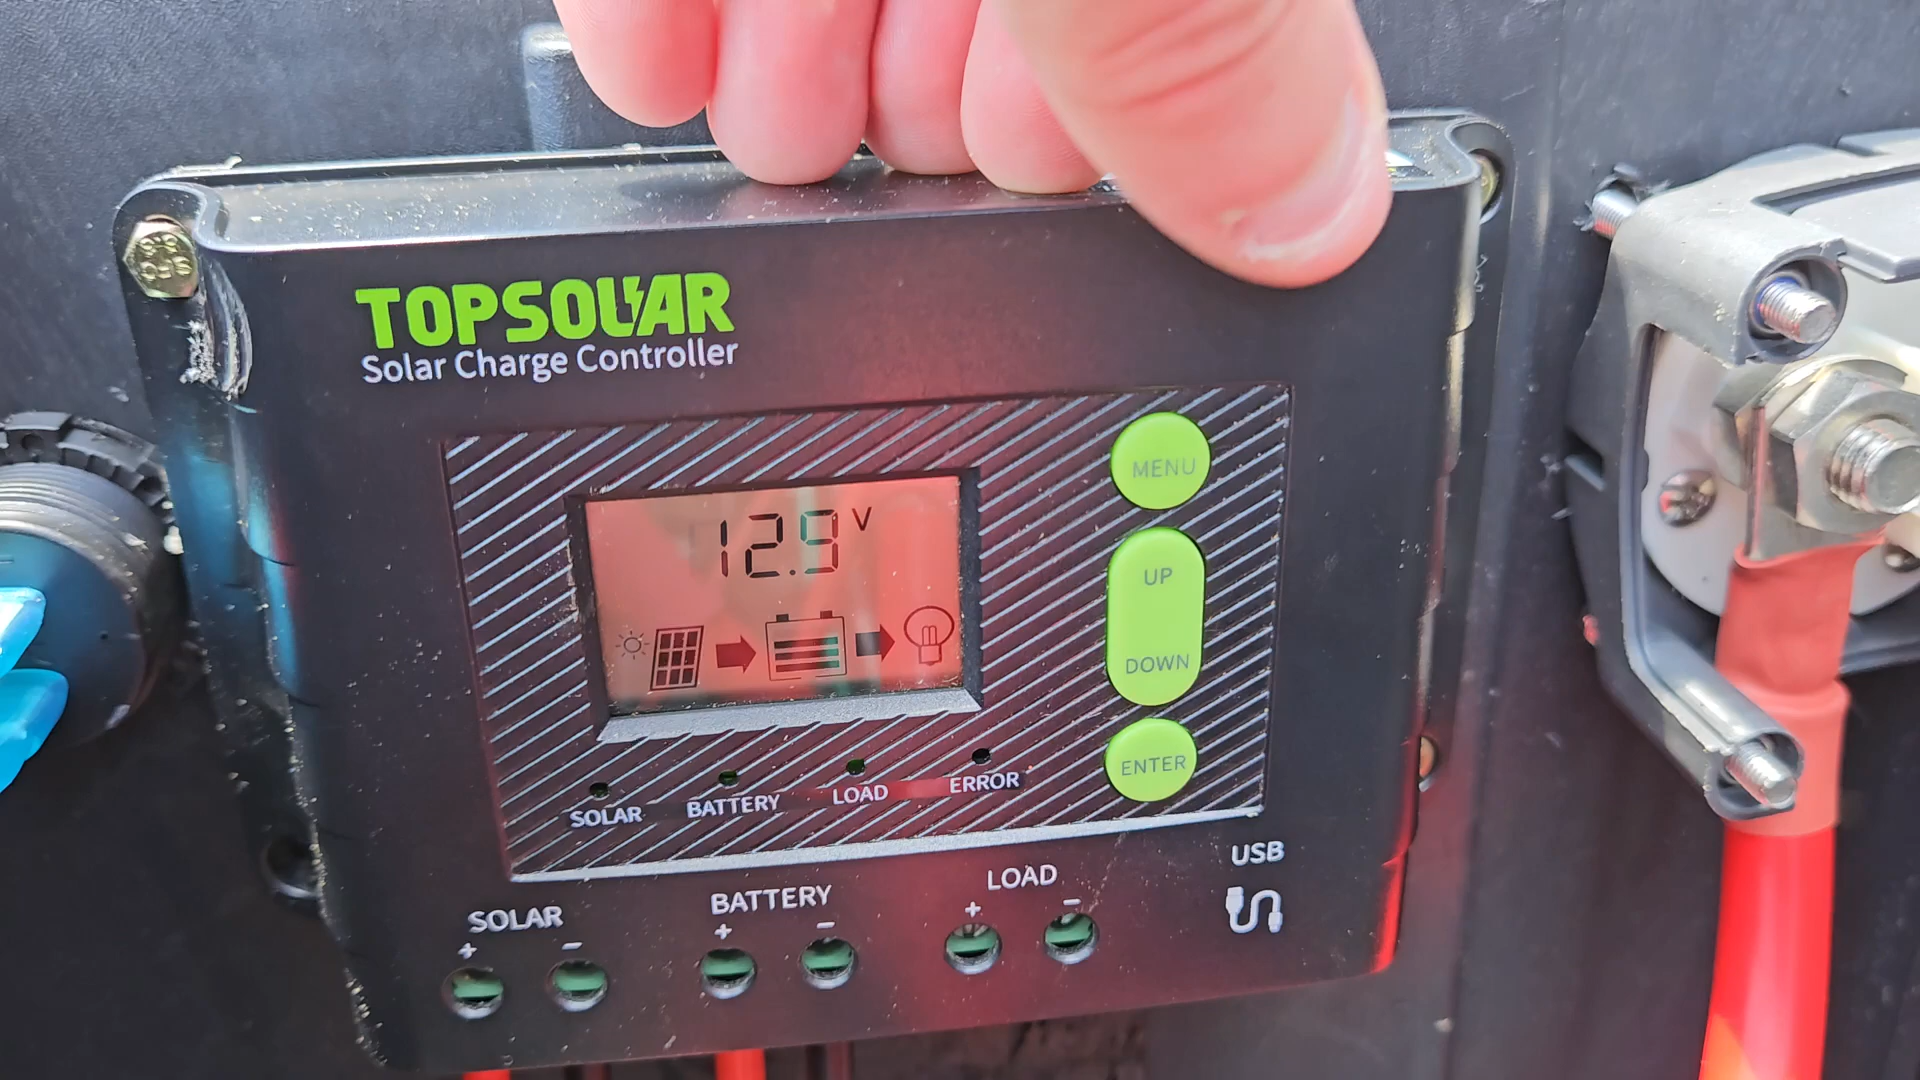 TOPSOLAR
Solar Charge Controller
12.9 V
MENU
UP
DOWN
ENTER
SOLAR
BATTERY
LOAD
ERROR
SOLAR
+ −
BATTERY
+ −
LOAD
+ −
USB